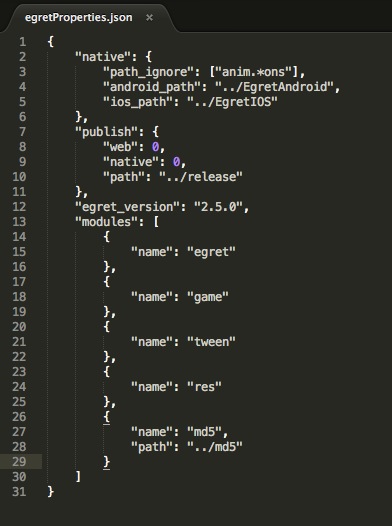 egretProperties.json ×
1 {
2     "native": {
3         "path_ignore": ["anim.*ons"],
4         "android_path": "../EgretAndroid",
5         "ios_path": "../EgretIOS"
6     },
7     "publish": {
8         "web": 0,
9         "native": 0,
10         "path": "../release"
11     },
12     "egret_version": "2.5.0",
13     "modules": [
14         {
15             "name": "egret"
16         },
17         {
18             "name": "game"
19         },
20         {
21             "name": "tween"
22         },
23         {
24             "name": "res"
25         },
26         {
27             "name": "md5",
28             "path": "../md5"
29         }
30     ]
31 }